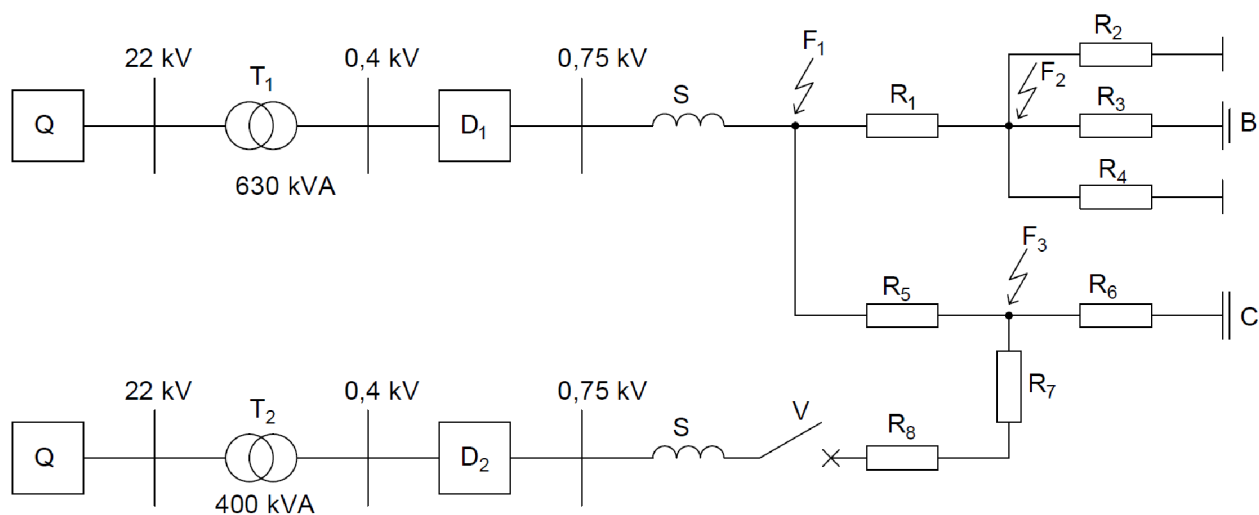 22 kV
0,4 kV
0,75 kV
F1
R2
T1
S
F2
Q
D1
R1
R3
B
630 kVA
R4
F3
R5
R6
C
22 kV
0,4 kV
0,75 kV
R7
T2
S
V
R8
Q
D2
400 kVA